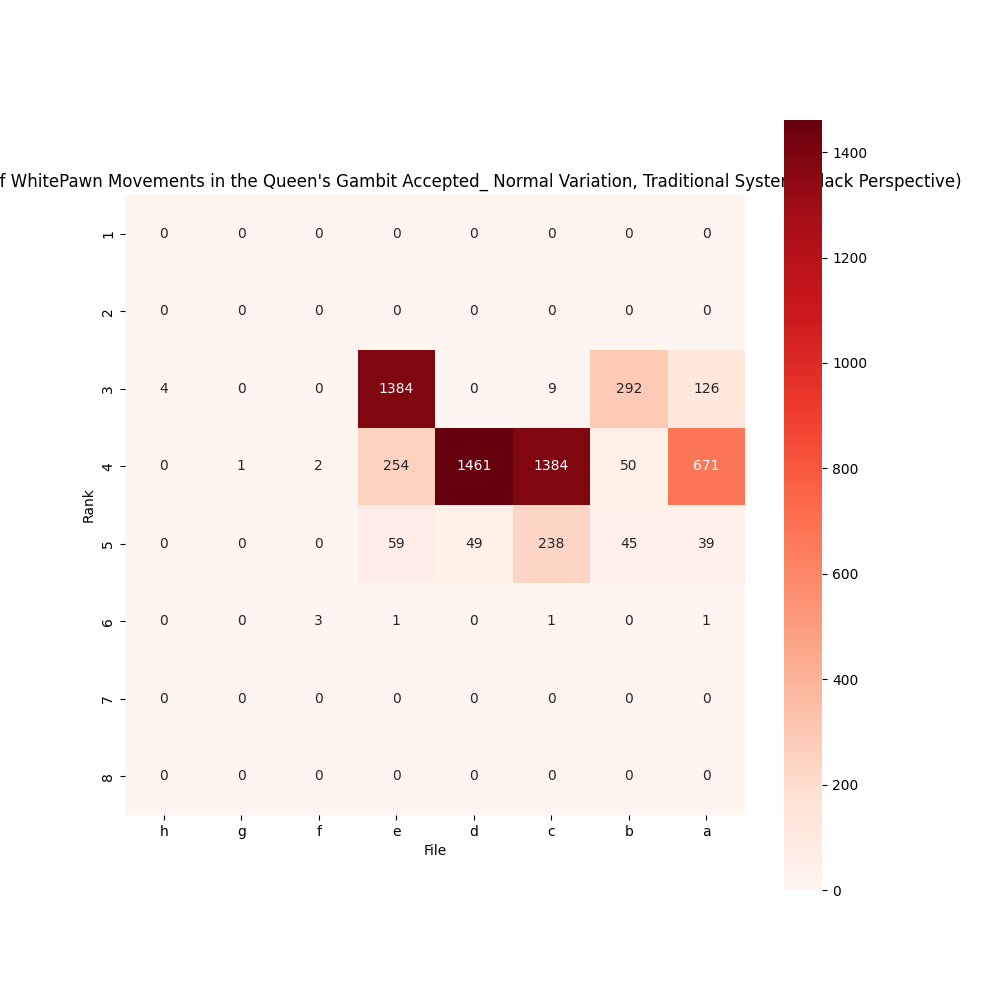 WhitePawn Movements in the Queen's Gambit Accepted_ Normal Variation, Traditional Perspective)
1 0 0 0 0 0 0 0 0
2 0 0 0 0 0 0 0 0
3 4 0 0 1384 0 9 292 126
4 0 1 2 254 1461 1384 50 671
5 0 0 0 59 49 238 45 39
6 0 0 3 1 0 1 0 1
7 0 0 0 0 0 0 0 0
8 0 0 0 0 0 0 0 0
h g f e d c b a
File
Rank
1400
1200
1000
800
600
400
200
0